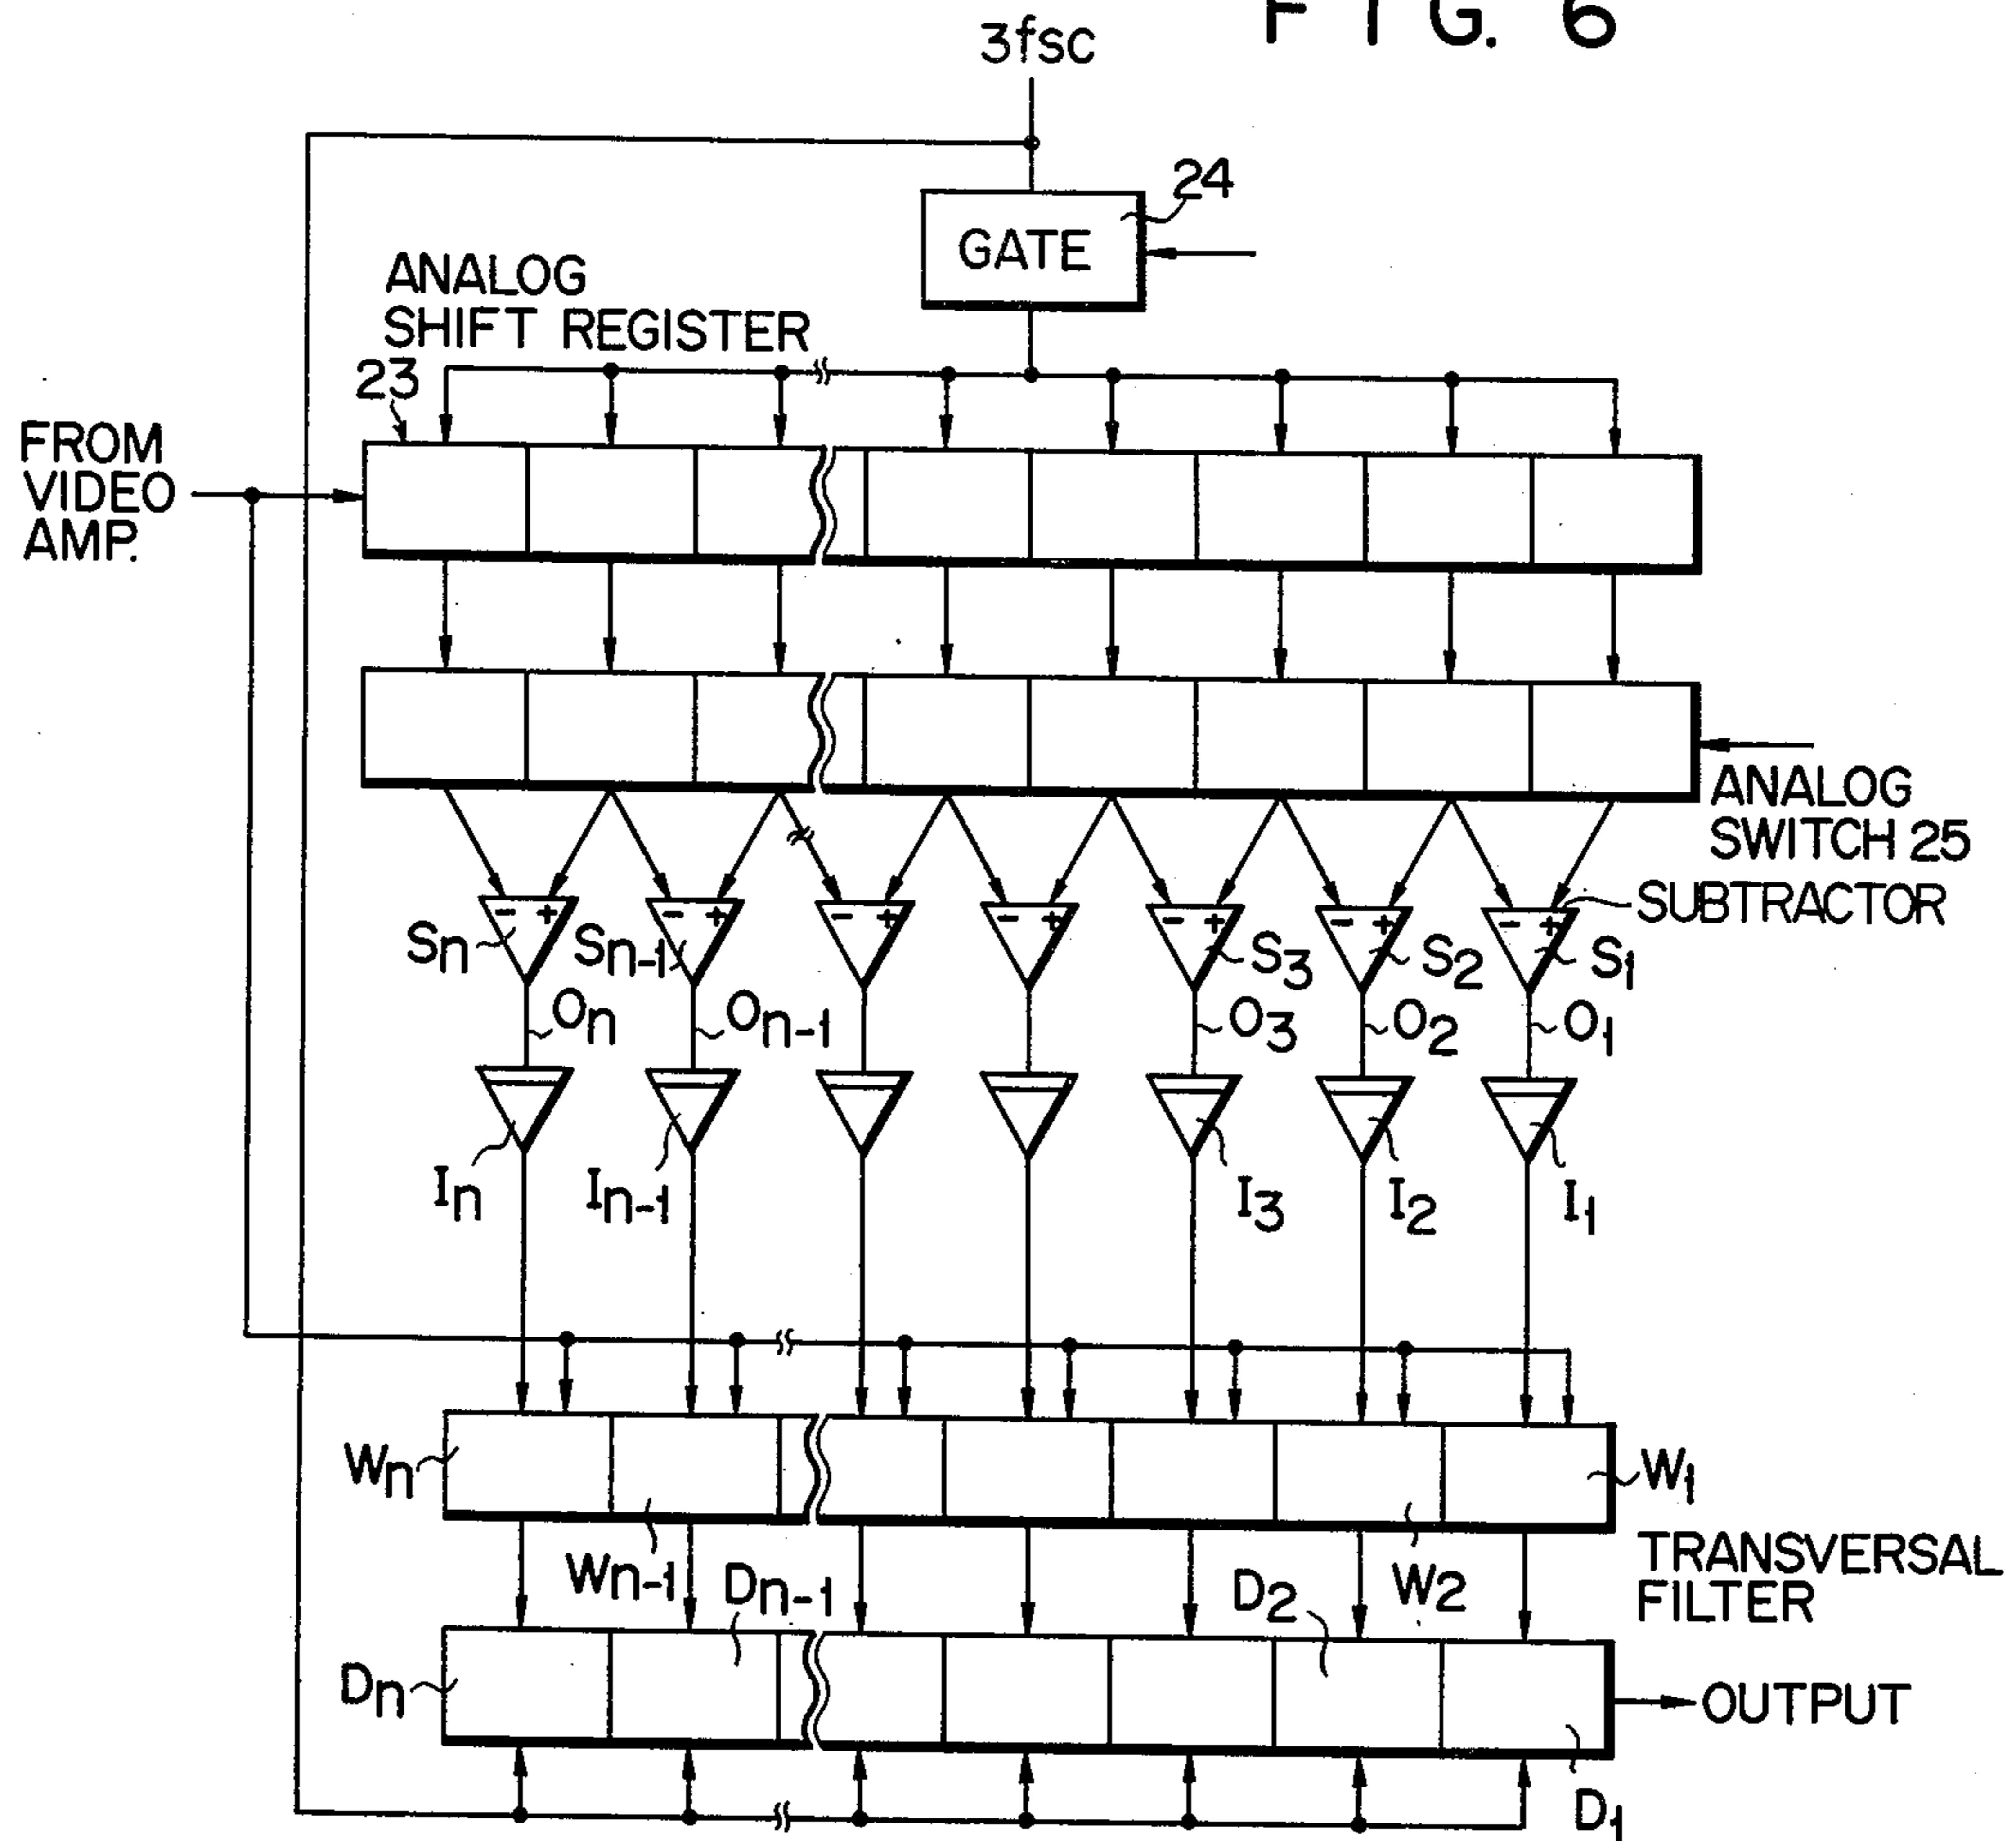 FIG. 6
3fsc
24
GATE
ANALOG
SHIFT REGISTER
23
FROM
VIDEO
AMP.
ANALOG
SWITCH 25
SUBTRACTOR
- + - + - + - + - + - + - +
Sn Sn-1 S3 S2 S1
On On-1 O3 O2 O1
In In-1 I3 I2 I1
Wn W1
Wn-1 W2
TRANSVERSAL
FILTER
Dn-1 D2
Dn
OUTPUT
D1